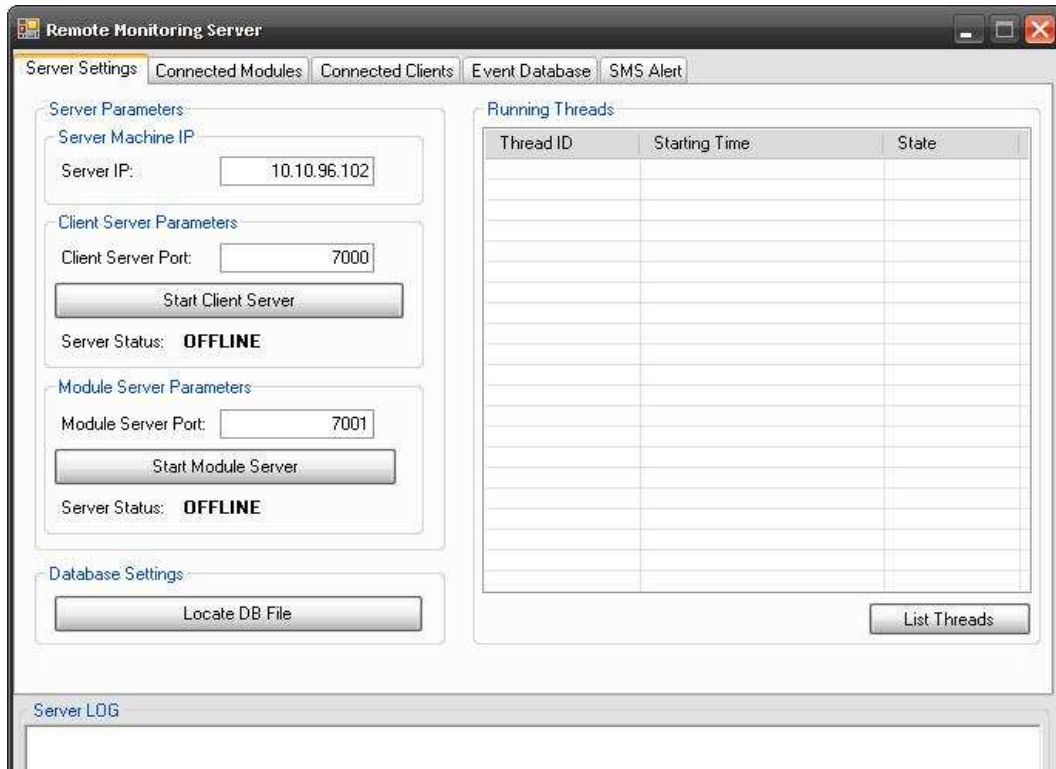 Remote Monitoring Server
Server Settings Connected Modules Connected Clients Event Database SMS Alert
Server Parameters
Server Machine IP
Server IP: 10.10.96.102
Client Server Parameters
Client Server Port: 7000
Start Client Server
Server Status: OFFLINE
Module Server Parameters
Module Server Port: 7001
Start Module Server
Server Status: OFFLINE
Database Settings
Locate DB File
Running Threads
Thread ID Starting Time State
List Threads
Server LOG